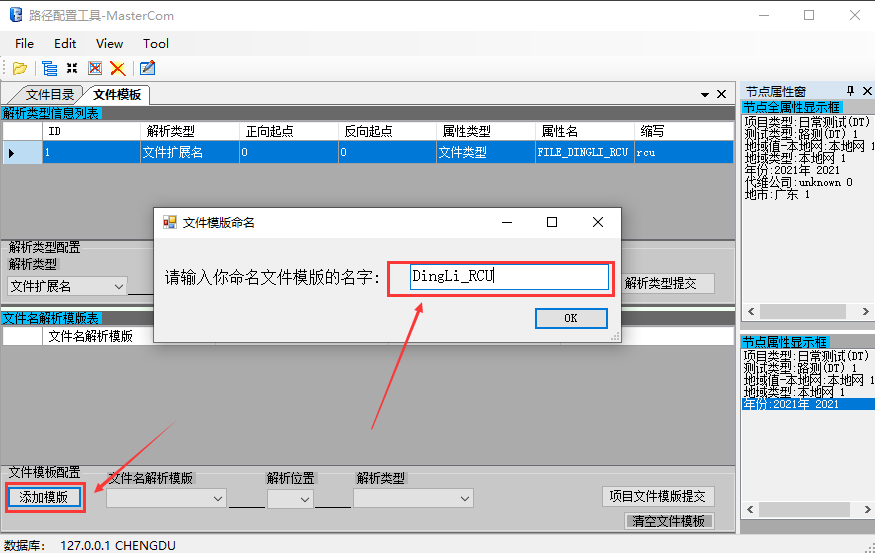 路径配置工具-MasterCom
File Edit View Tool
文件目录 文件模板
解析类型信息列表
ID 解析类型 正向起点 反向起点 属性类型 属性名 缩写
1 文件扩展名 0 0 文件类型 FILE_DINGLI_RCU rcu
文件模版命名
请输入你命名文件模版的名字: DingLi_RCU
OK
解析类型配置
解析类型
文件扩展名 解析类型提交
文件名解析模版表
文件名解析模版
文件模板配置
文件名解析模版 解析位置 解析类型
添加模版
项目文件模版提交
清空文件模板
节点属性窗
节点全属性显示框
项目类型:日常测试(DT)
测试类型:路测(DT) 1
地域值-本地网:本地网 1
地域类型:本地网 1
年份:2021年 2021
代维公司:unknown 0
地市:广东 1
节点属性显示框
项目类型:日常测试(DT)
测试类型:路测(DT) 1
地域值-本地网:本地网 1
地域类型:本地网 1
年份:2021年 2021
数据库: 127.0.0.1 CHENGDU